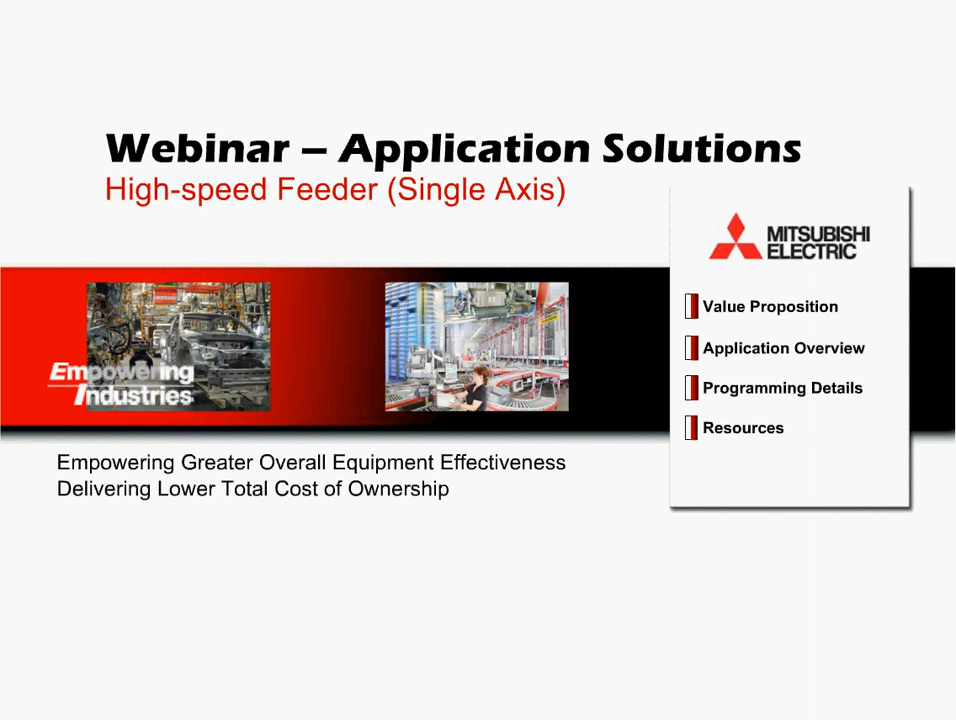 Webinar – Application Solutions
High-speed Feeder (Single Axis)
MITSUBISHI
ELECTRIC
Value Proposition
Application Overview
Programming Details
Resources
Empowering
Industries
Empowering Greater Overall Equipment Effectiveness
Delivering Lower Total Cost of Ownership